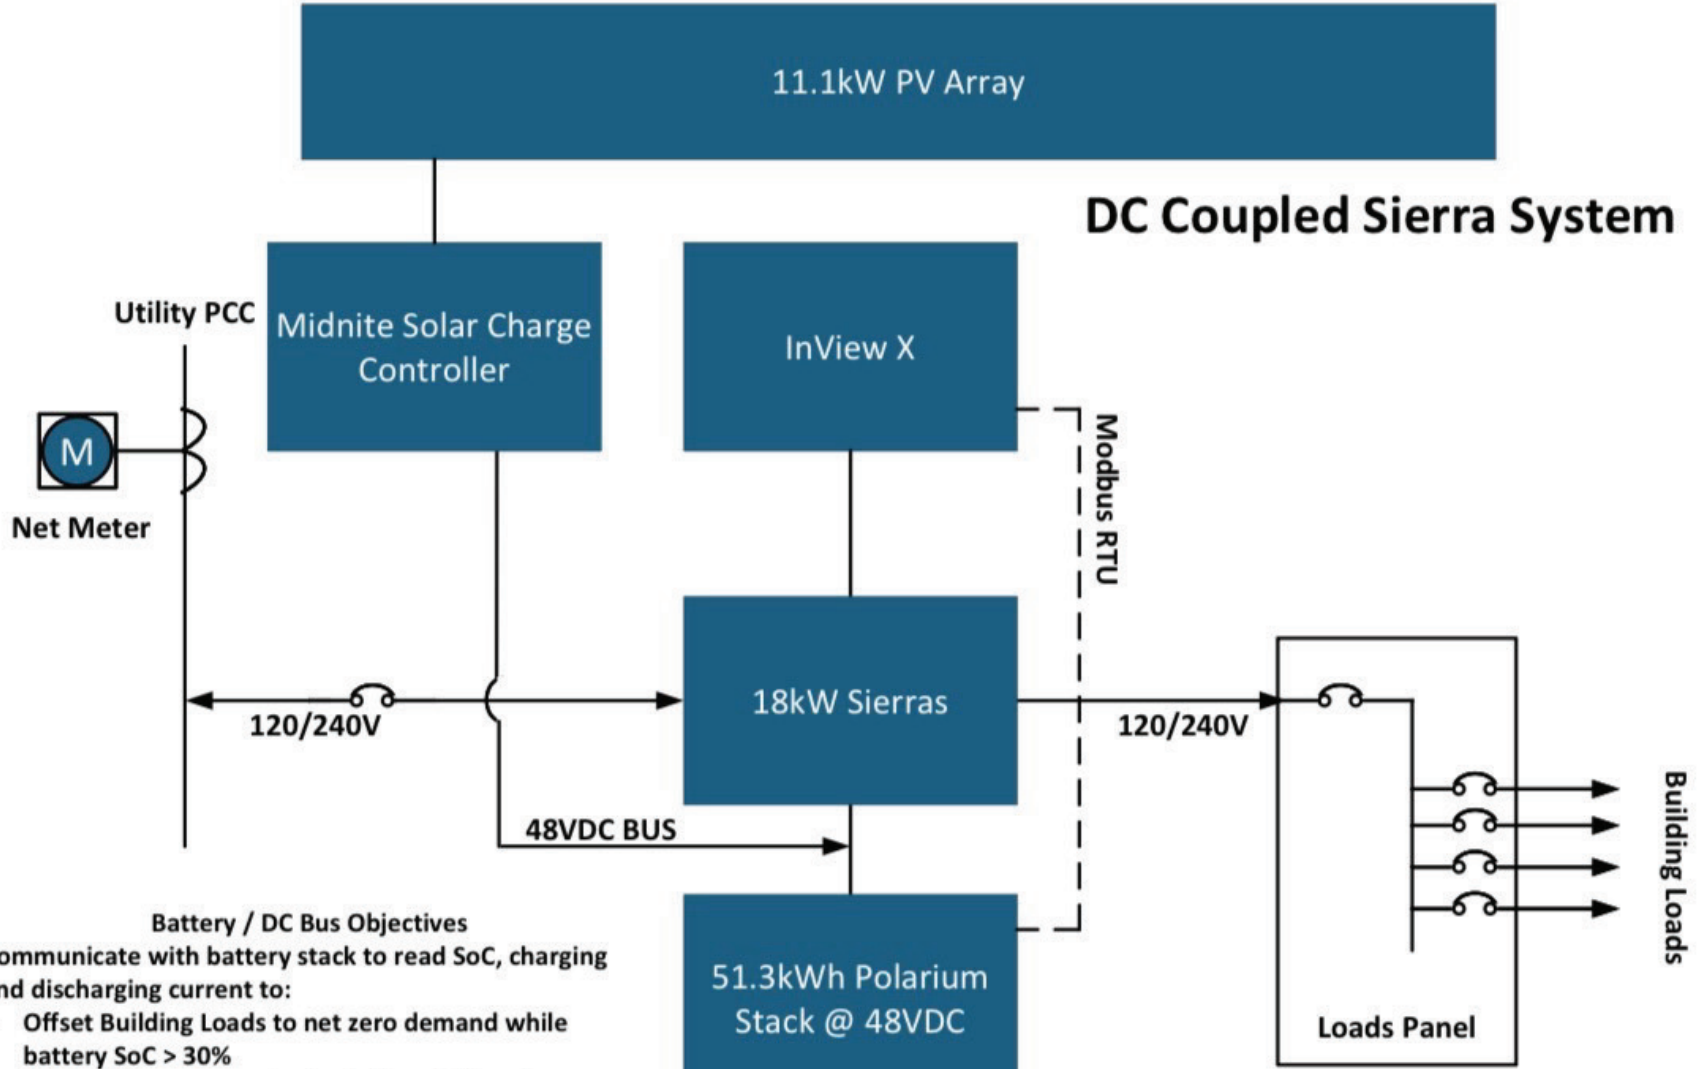 11.1kW PV Array
DC Coupled Sierra System
Utility PCC
Midnite Solar Charge
Controller
InView X
M
Net Meter
Modbus RTU
18kW Sierras
120/240V
120/240V
48VDC BUS
Building Loads
Battery / DC Bus Objectives
ommunicate with battery stack to read SoC, charging
nd discharging current to:
Offset Building Loads to net zero demand while
battery SoC > 30%
51.3kWh Polarium
Stack @ 48VDC
Loads Panel